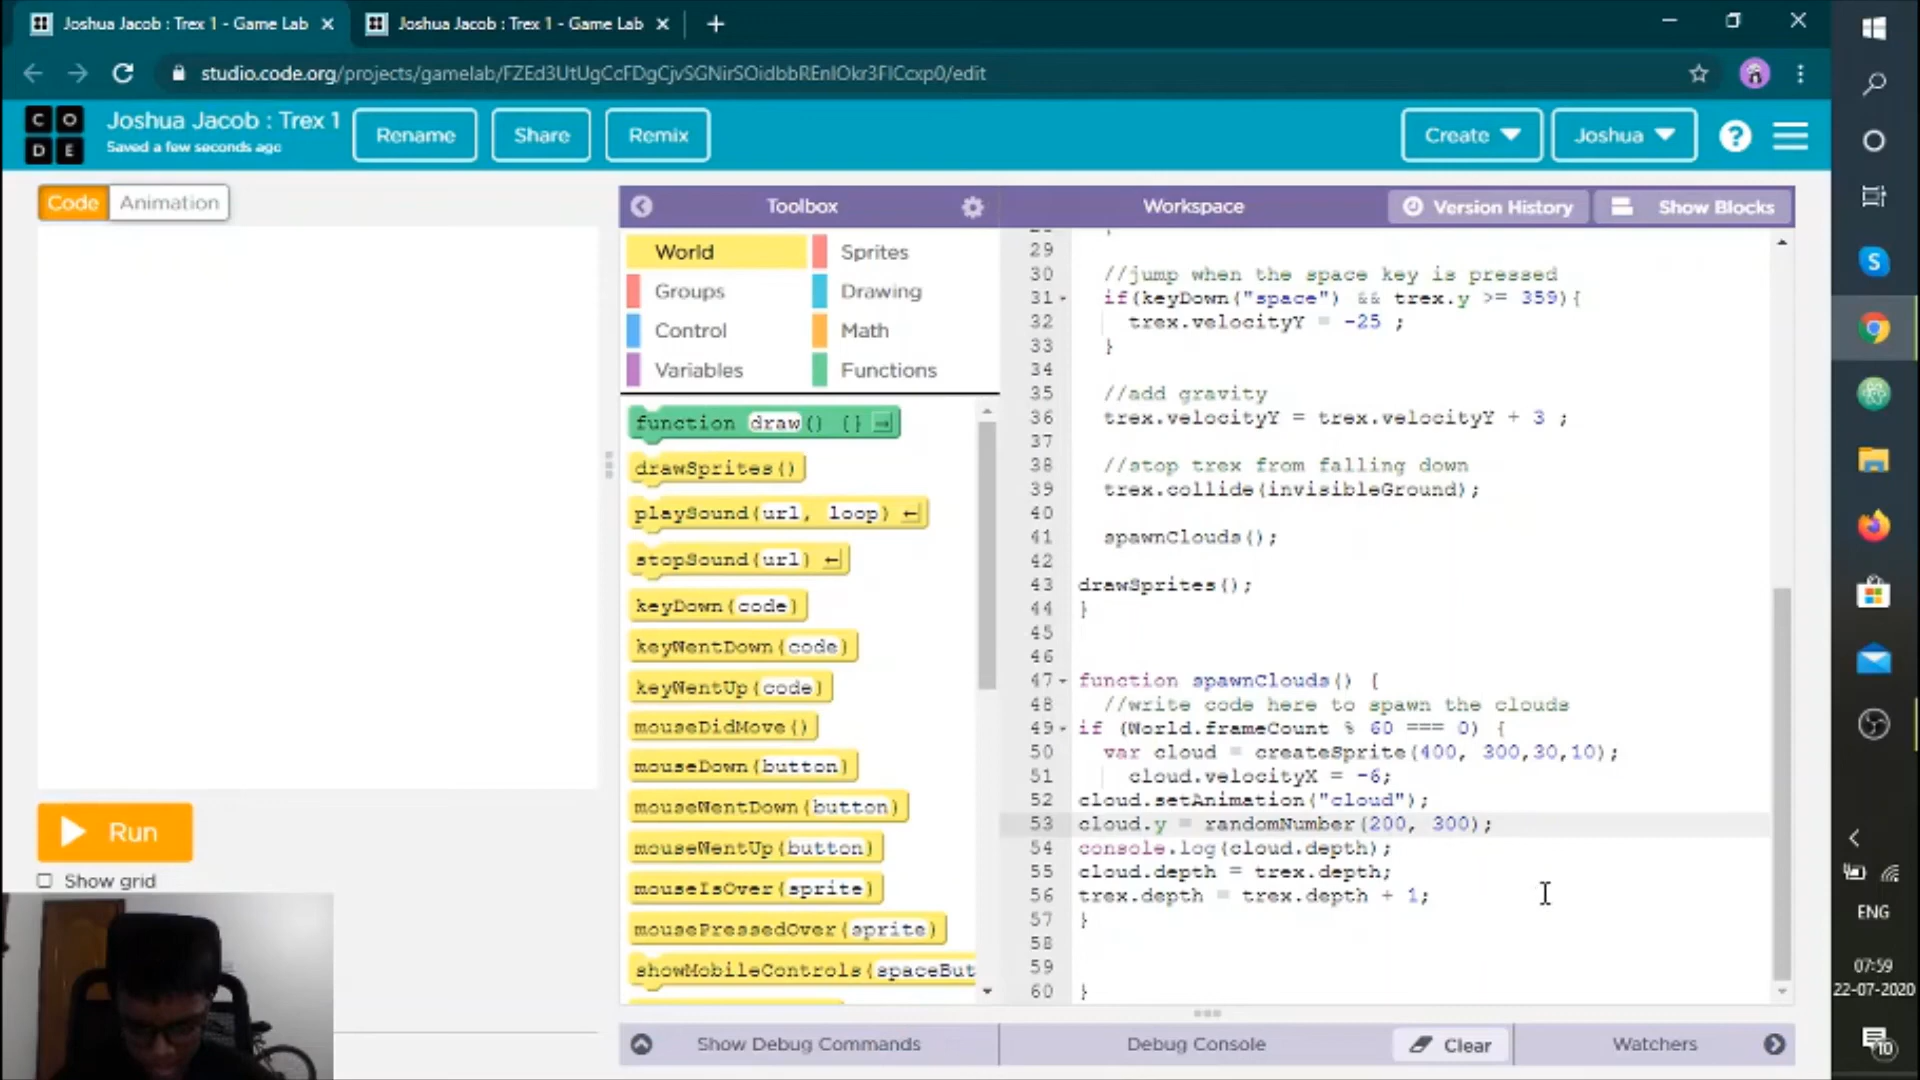 Joshua Jacob : Trex 1 - Game Lab
Joshua Jacob : Trex 1 - Game Lab
studio.code.org/projects/gamelab/FZEd3UtUgCcFDgCjvSGNirSOidbbREnlOkr3FlCcxp0/edit
C O
D E
Joshua Jacob : Trex 1
Saved a few seconds ago
Rename
Share
Remix
Create
Joshua
?
Code
Animation
Toolbox
Workspace
Version History
Show Blocks
World
Sprites
Groups
Drawing
Control
Math
Variables
Functions
function draw() {}
drawSprites()
playSound(url, loop)
stopSound(url)
keyDown(code)
keyWentDown(code)
keyWentUp(code)
mouseDidMove()
mouseDown(button)
mouseWentDown(button)
mouseWentUp(button)
mouseIsOver(sprite)
mousePressedOver(sprite)
showMobileControls(spaceBut
29
30 //jump when the space key is pressed
31 if(keyDown("space") && trex.y >= 359){
32 trex.velocityY = -25 ;
33 }
34
35 //add gravity
36 trex.velocityY = trex.velocityY + 3 ;
37
38 //stop trex from falling down
39 trex.collide(invisibleGround);
40
41 spawnClouds();
42
43 drawSprites();
44 }
45
46
47 function spawnClouds() {
48 //write code here to spawn the clouds
49 if (World.frameCount % 60 === 0) {
50 var cloud = createSprite(400, 300,30,10);
51 cloud.velocityX = -6;
52 cloud.setAnimation("cloud");
53 cloud.y = randomNumber(200, 300);
54 console.log(cloud.depth);
55 cloud.depth = trex.depth;
56 trex.depth = trex.depth + 1;
57 }
58
59
60 }
Run
Show grid
Show Debug Commands
Debug Console
Clear
Watchers
S
ENG
07:59
22-07-2020
10